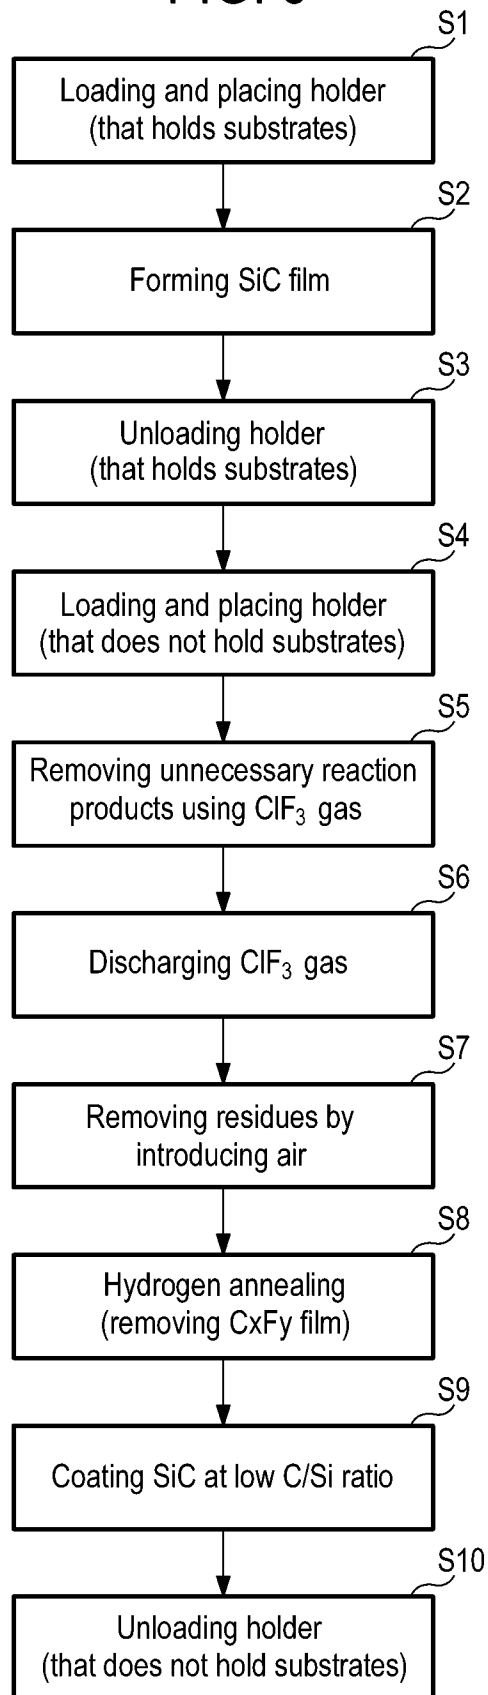 S1
Loading and placing holder
(that holds substrates)
S2
Forming SiC film
S3
Unloading holder
(that holds substrates)
S4
Loading and placing holder
(that does not hold substrates)
S5
Removing unnecessary reaction
products using ClF₃ gas
S6
Discharging ClF₃ gas
S7
Removing residues by
introducing air
S8
Hydrogen annealing
(removing CxFy film)
S9
Coating SiC at low C/Si ratio
S10
Unloading holder
(that does not hold substrates)